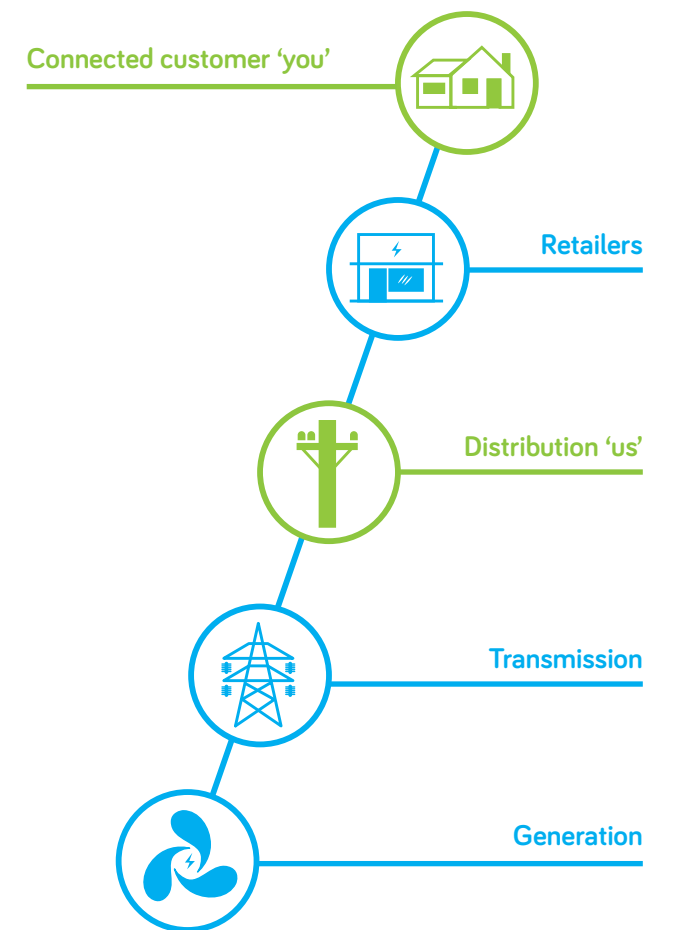 Connected customer ‘you’
Retailers
Distribution ‘us’
Transmission
Generation